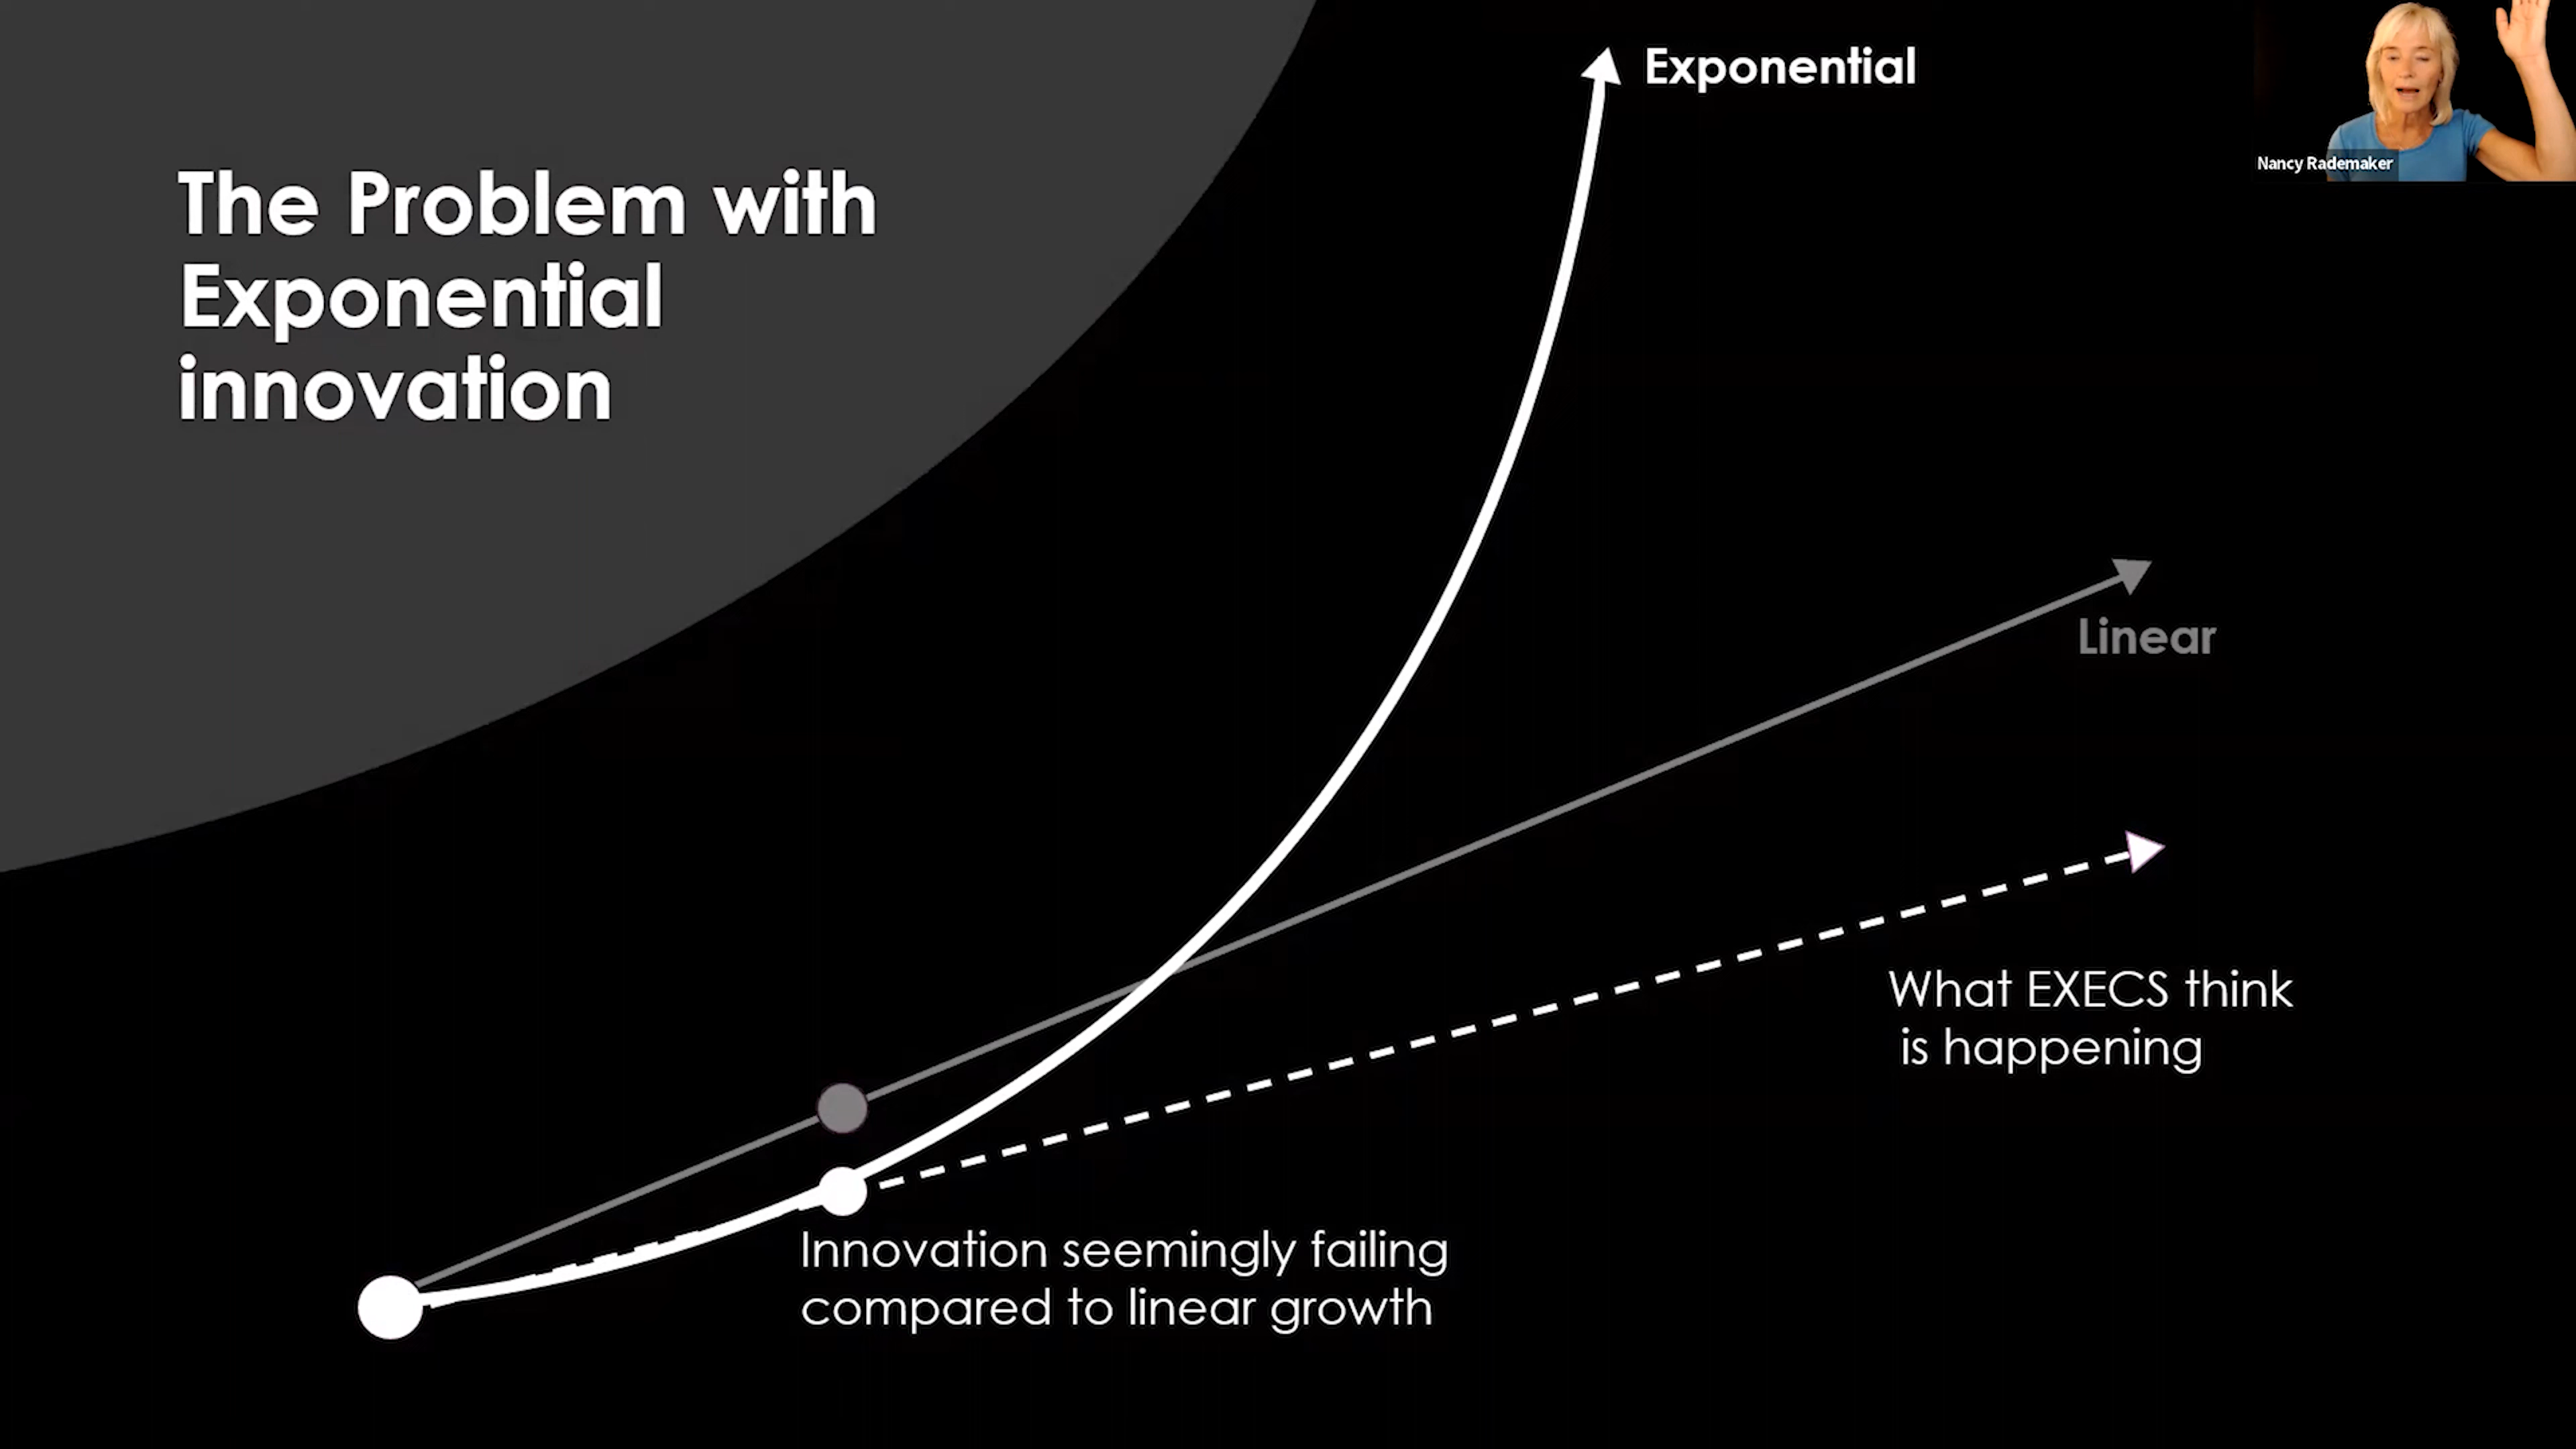 The Problem with
Exponential
innovation
Exponential
Nancy Rademaker
Linear
What EXECS think
is happening
Innovation seemingly failing
compared to linear growth